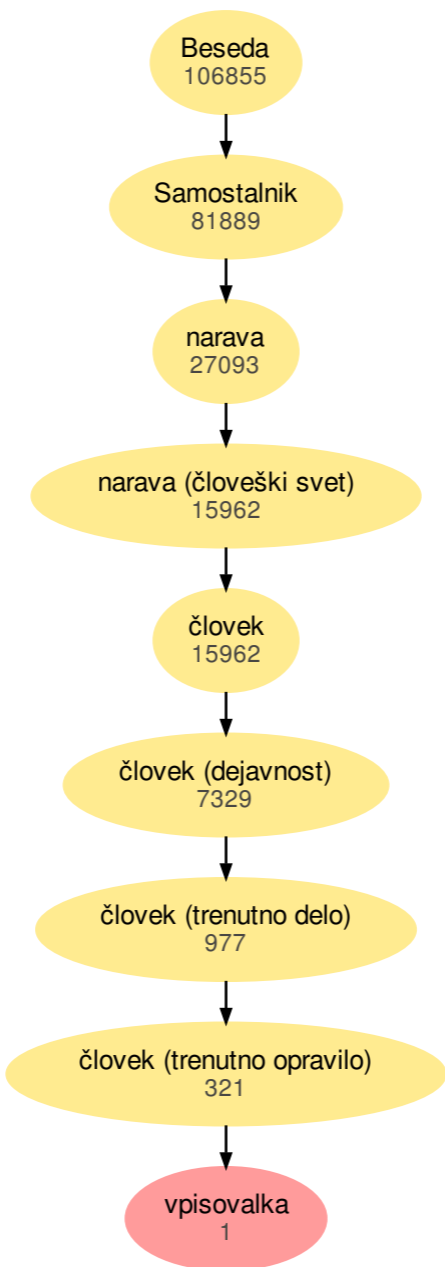 Beseda
106855
Samostalnik
81889
narava
27093
narava (človeški svet)
15962
človek
15962
človek (dejavnost)
7329
človek (trenutno delo)
977
človek (trenutno opravilo)
321
vpisovalka
1